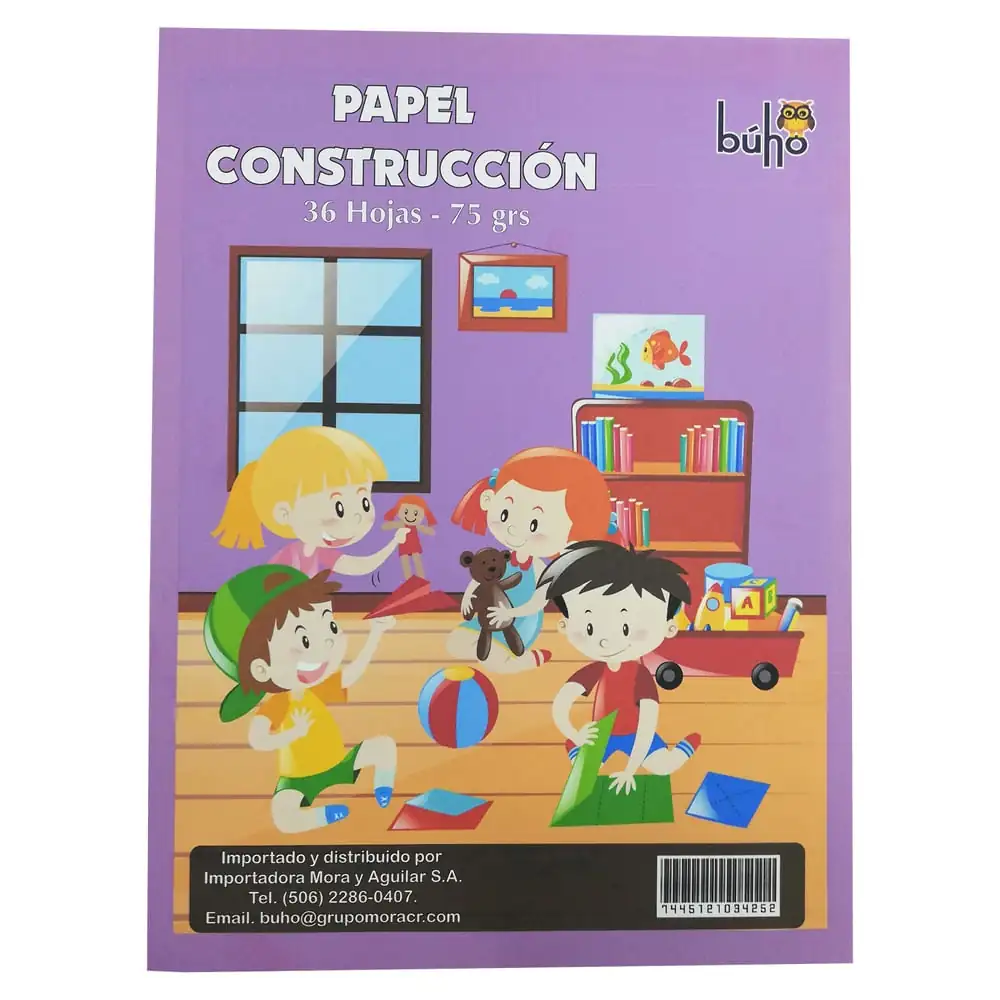 PAPEL
CONSTRUCCIÓN
36 Hojas - 75 grs
búho
A
Importado y distribuido por
Importadora Mora y Aguilar S.A.
Tel. (506) 2286-0407.
Email. buho@grupomoracr.com
7445121034252